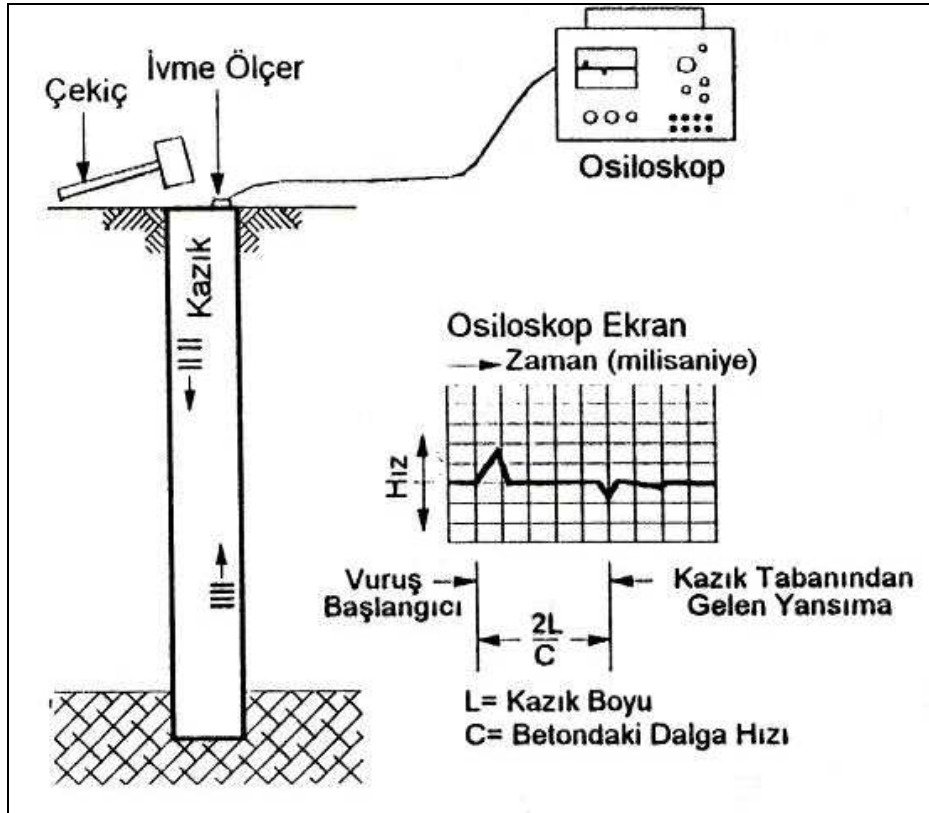 İvme Ölçer
Çekiç
Osiloskop
Kazık
Osiloskop Ekran
Zaman (milisaniye)
Hız
Vuruş
Başlangıcı
Kazık Tabanından
Gelen Yansıma
2L
C
L= Kazık Boyu
C= Betondaki Dalga Hızı